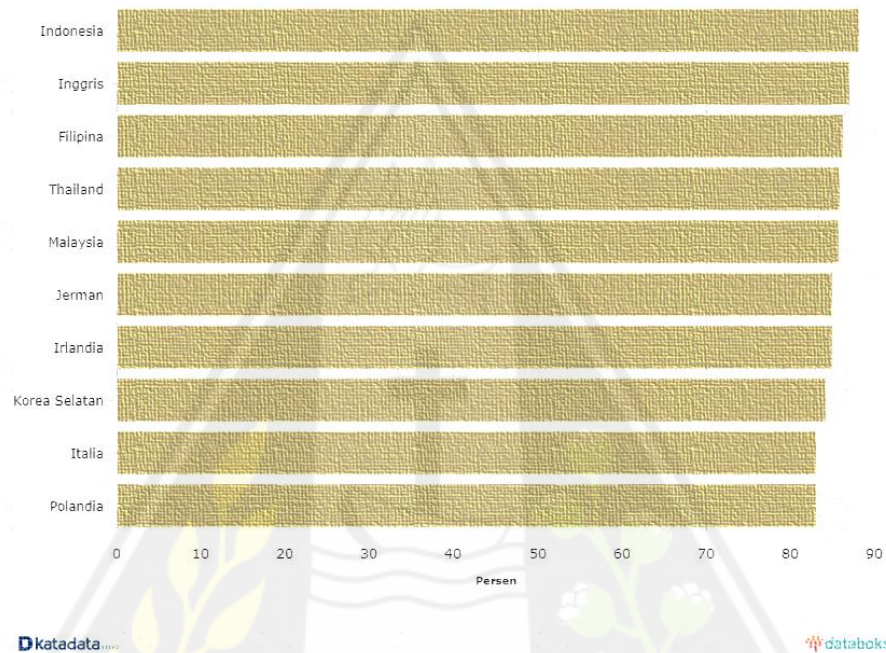 Indonesia
Inggris
Filipina
Thailand
Malaysia
Jerman
Irlandia
Korea Selatan
Italia
Polandia
0 10 20 30 40 50 60 70 80 90
Persen
katadata
databoks